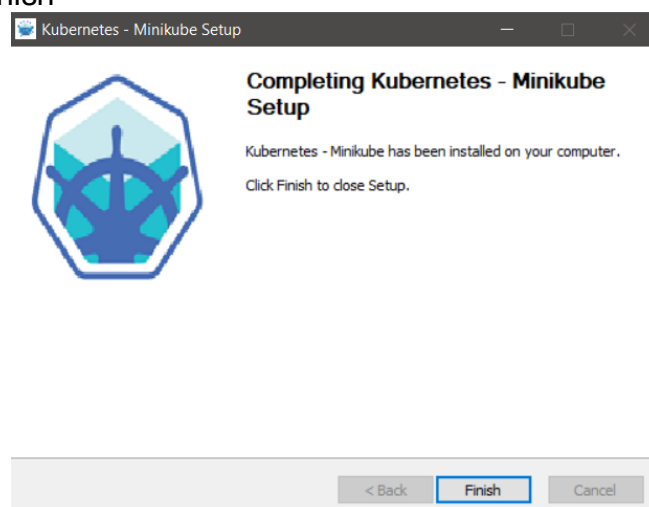 Kubernetes - Minikube Setup
Completing Kubernetes - Minikube
Setup
Kubernetes - Minikube has been installed on your computer.
Click Finish to close Setup.
< Back
Finish
Cancel